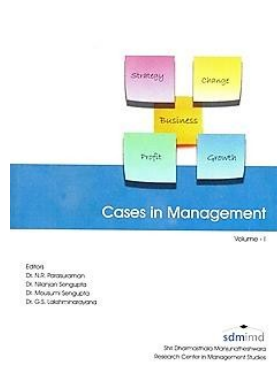 Strategy
Change
Business
Profit
Growth
Cases in Management
Volume - I
Editors
Dr. N.R. Parasuraman
Dr. Nilanjan Sengupta
Dr. Mousumi Sengupta
Dr. G.S. Lakshminarayana
sdmimd
Shri Dharmasthala Manjunatheshwara
Research Center in Management Studies